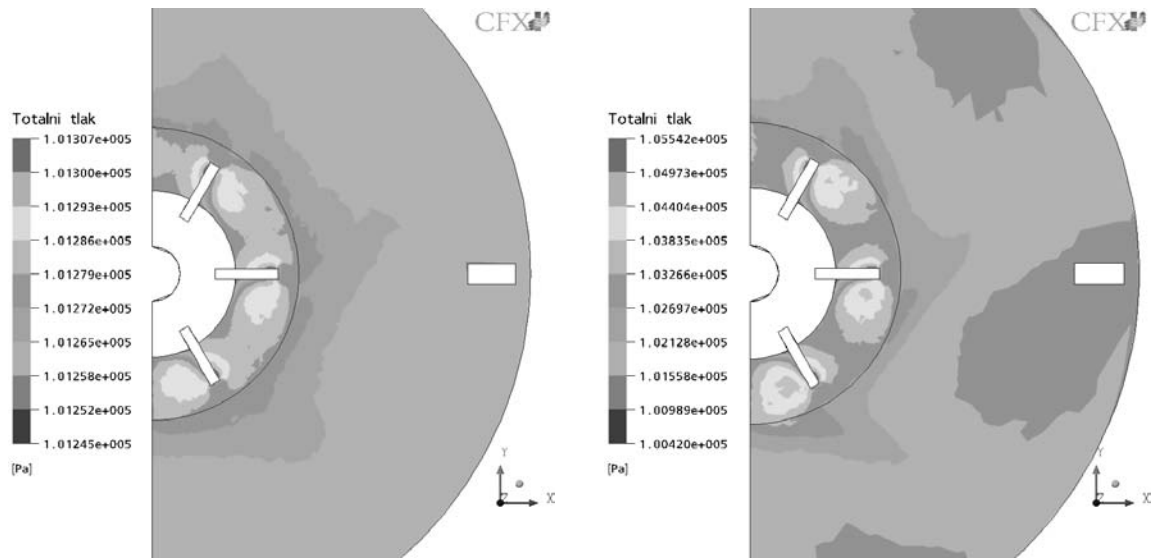 CFX
Totalni tlak
1.01307e+005
1.01300e+005
1.01293e+005
1.01286e+005
1.01279e+005
1.01272e+005
1.01265e+005
1.01258e+005
1.01252e+005
1.01245e+005
[Pa]
Y
Z
X
CFX
Totalni tlak
1.05542e+005
1.04973e+005
1.04404e+005
1.03835e+005
1.03266e+005
1.02697e+005
1.02128e+005
1.01558e+005
1.00989e+005
1.00420e+005
[Pa]
Y
Z
X